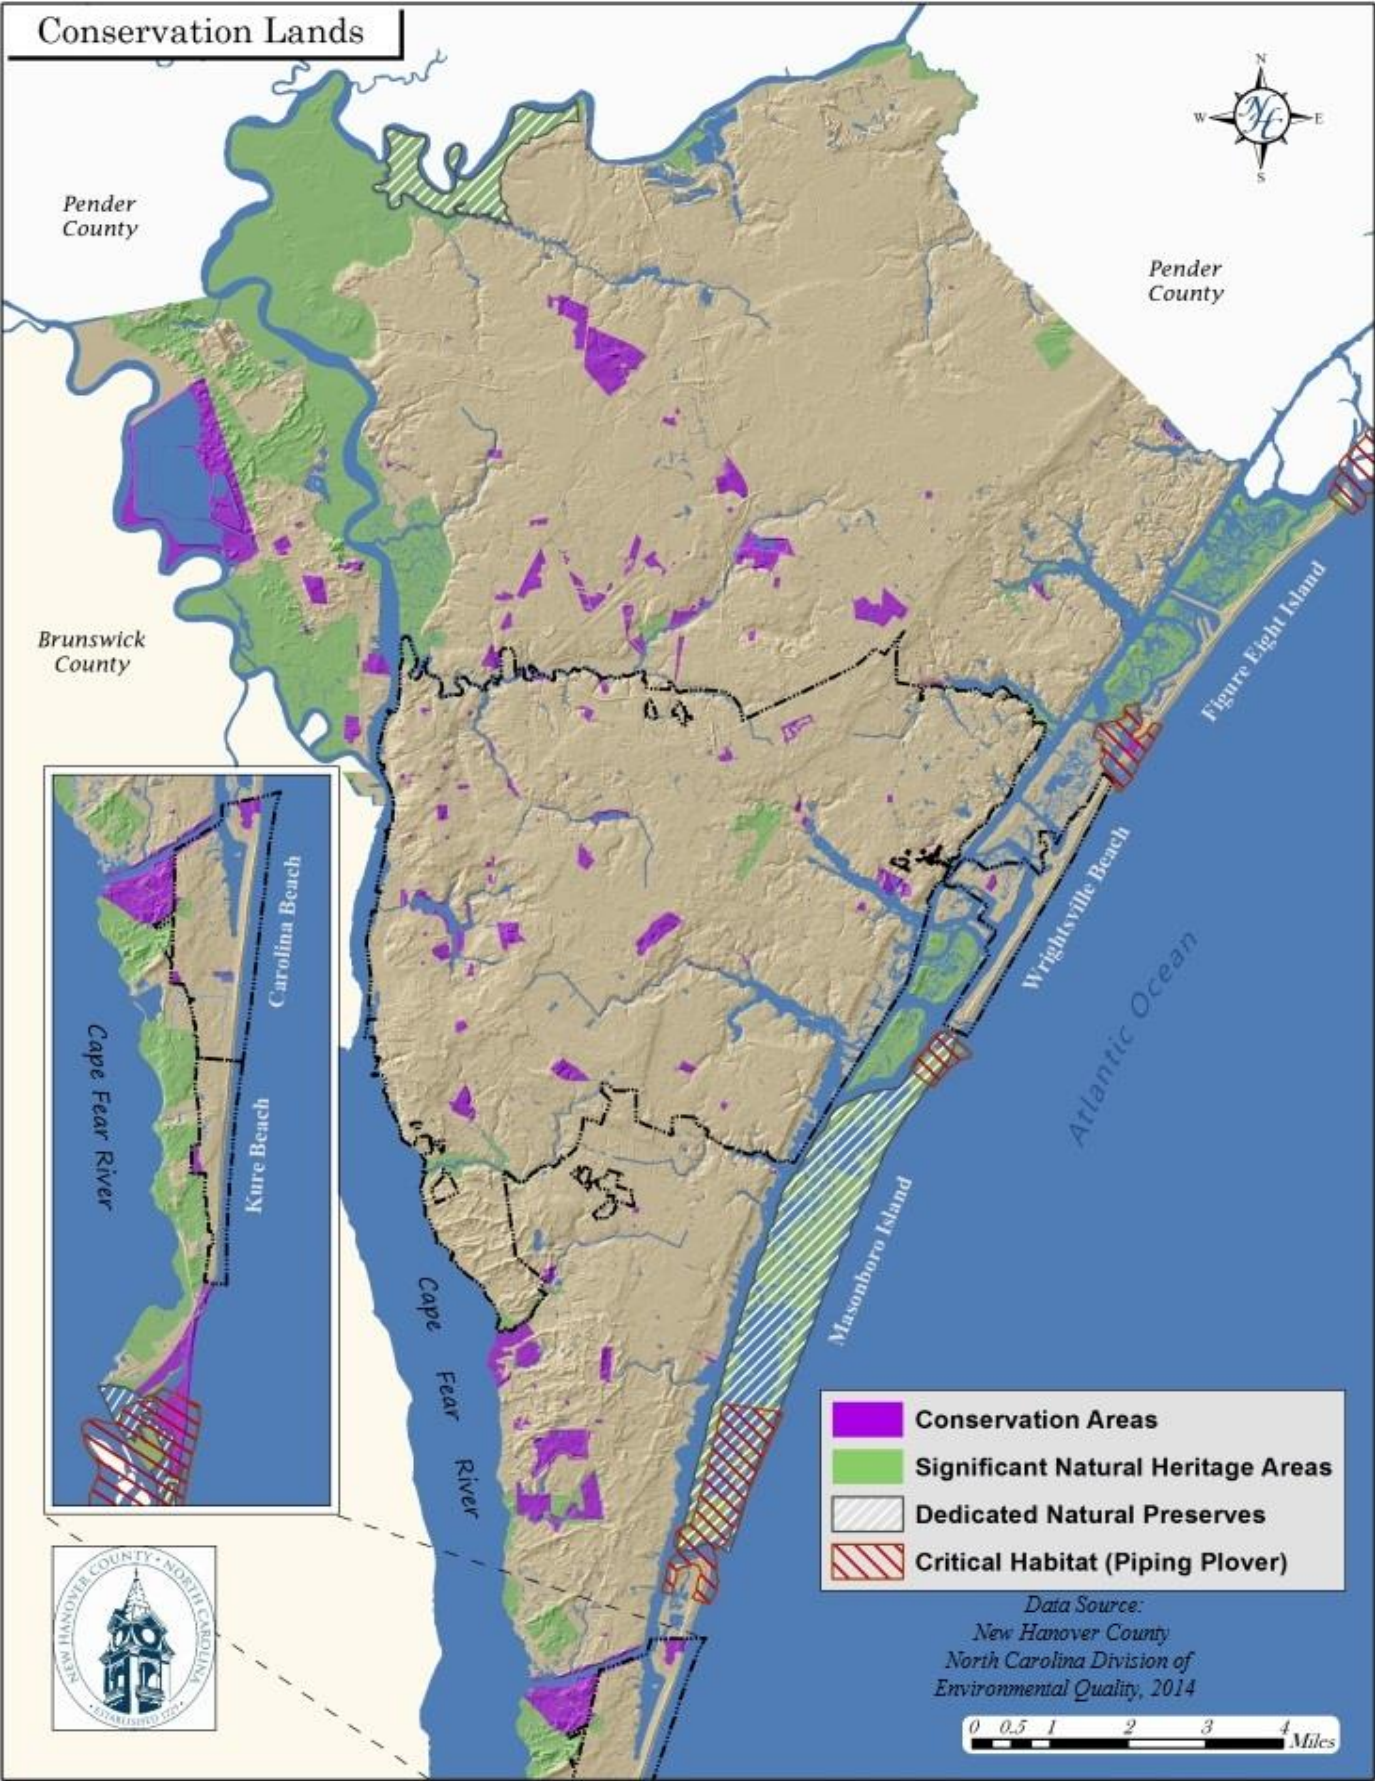 Conservation Lands
N
W
NH
E
S
Pender
County
Pender
County
Brunswick
County
Figure Eight Island
Wrightsville Beach
Carolina Beach
Atlantic Ocean
Cape Fear River
Kure Beach
Masonboro Island
Cape Fear River
Conservation Areas
Significant Natural Heritage Areas
Dedicated Natural Preserves
Critical Habitat (Piping Plover)
NEW HANOVER COUNTY • NORTH CAROLINA
• ESTABLISHED 1729 •
Data Source:
New Hanover County
North Carolina Division of
Environmental Quality, 2014
0 0.5 1 2 3 4
Miles